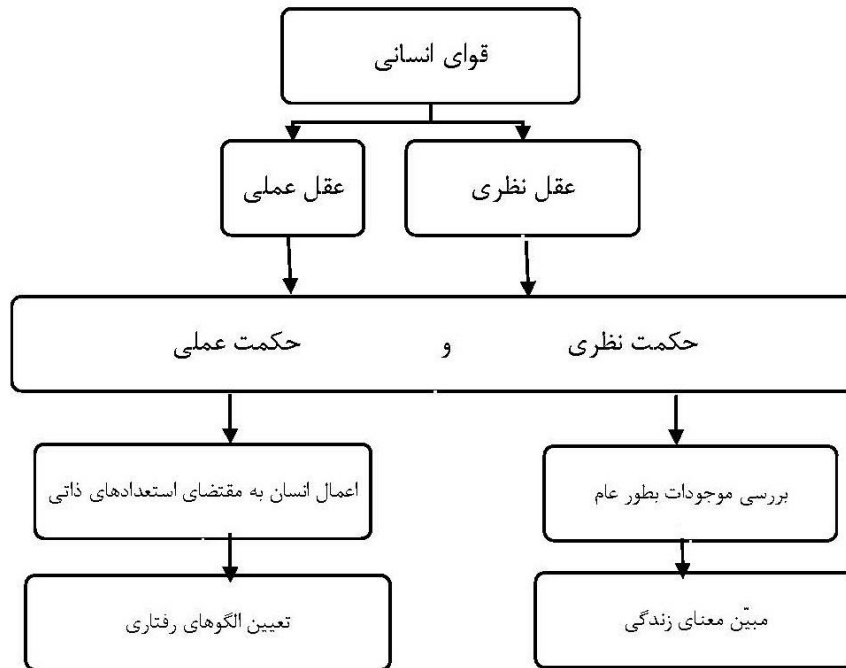 قوای انسانی
عقل نظری
عقل عملی
حکمت نظری و حکمت عملی
بررسی موجودات بطور عام
اعمال انسان به مقتضای استعدادهای ذاتی
مبیّن معنای زندگی
تعیین الگوهای رفتاری